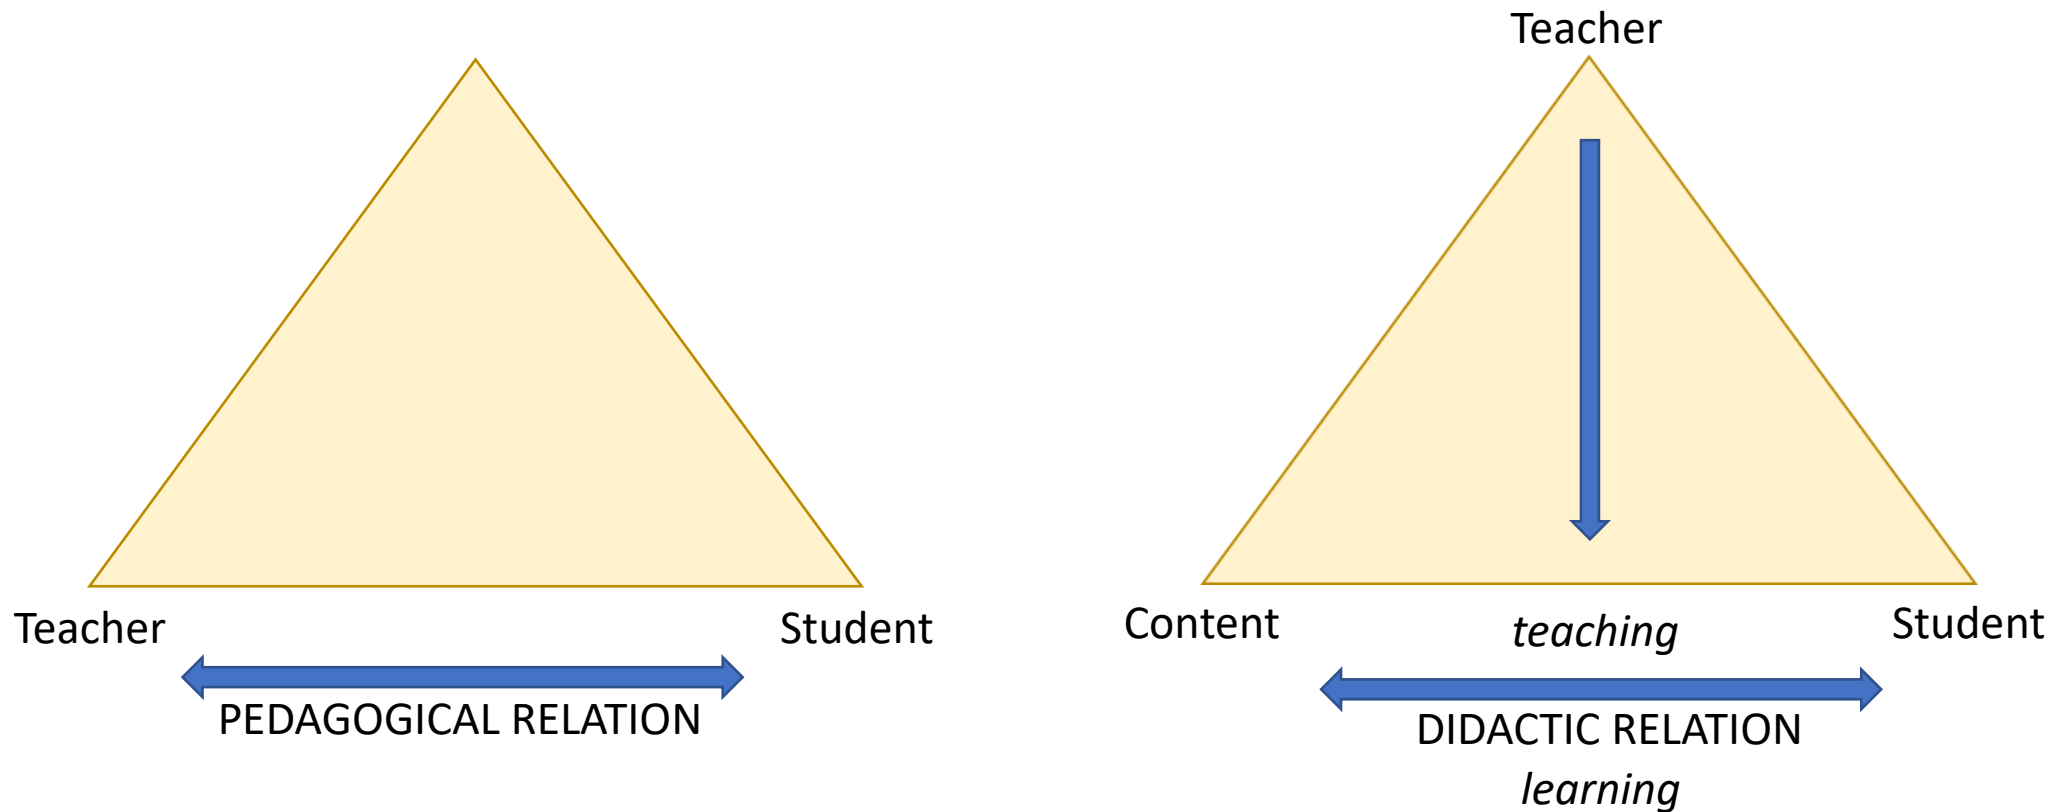 Teacher
Student
PEDAGOGICAL RELATION
Teacher
Content
teaching
Student
DIDACTIC RELATION
learning